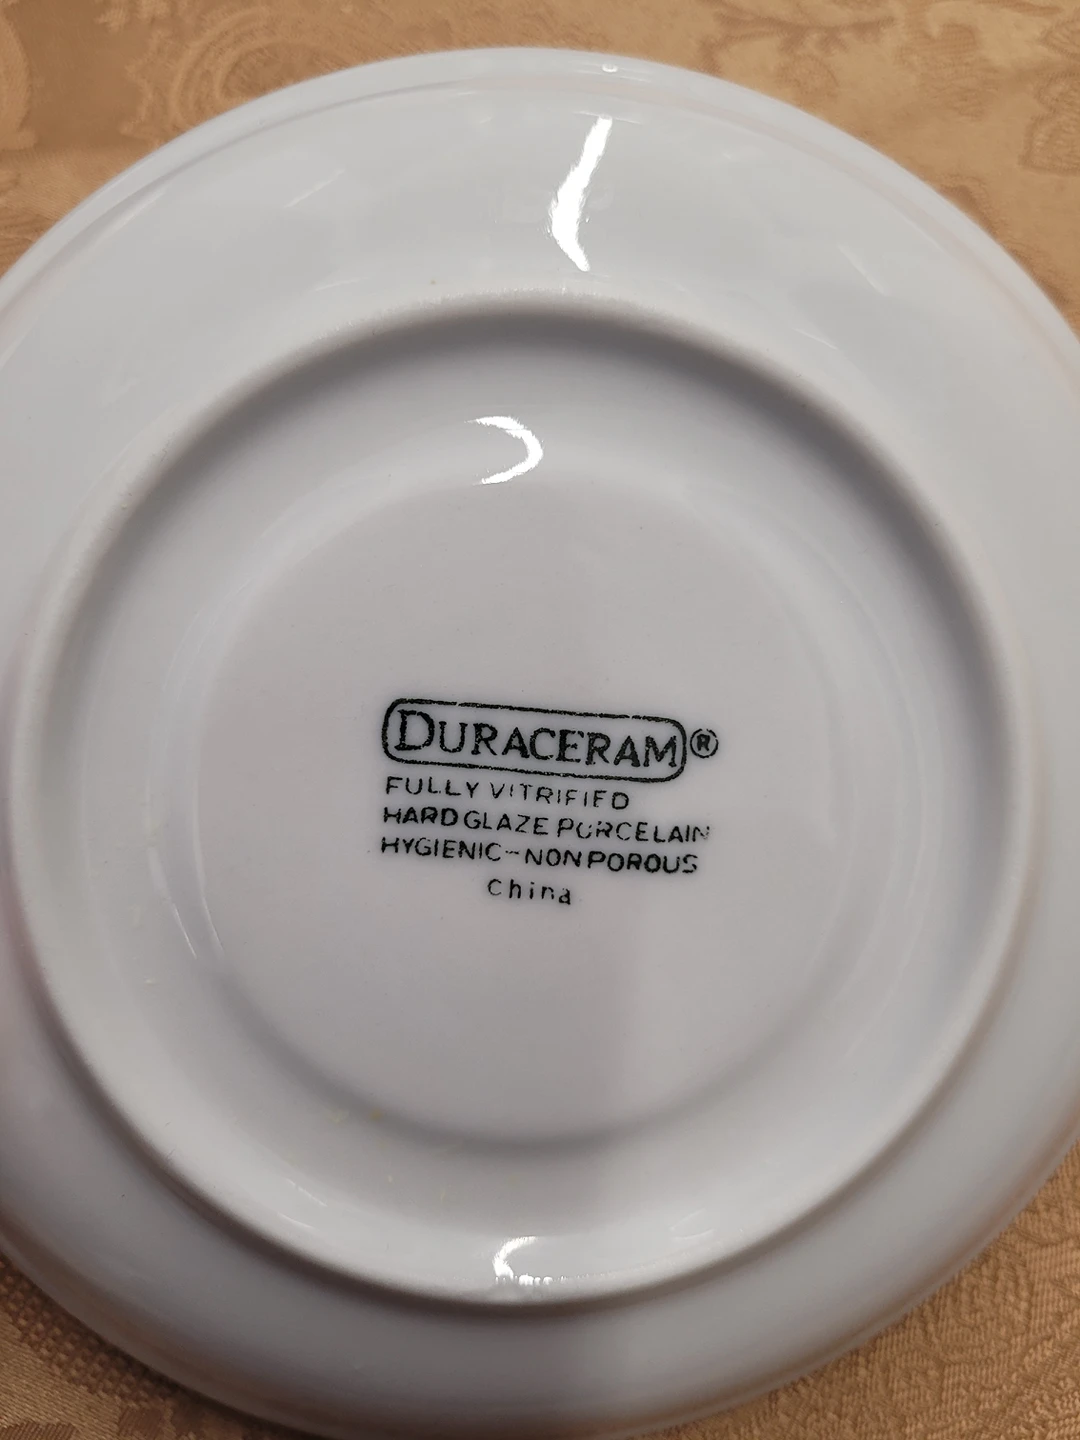 DURACERAM®
FULLY VITRIFIED
HARD GLAZE PORCELAIN
HYGIENIC-NON POROUS
China